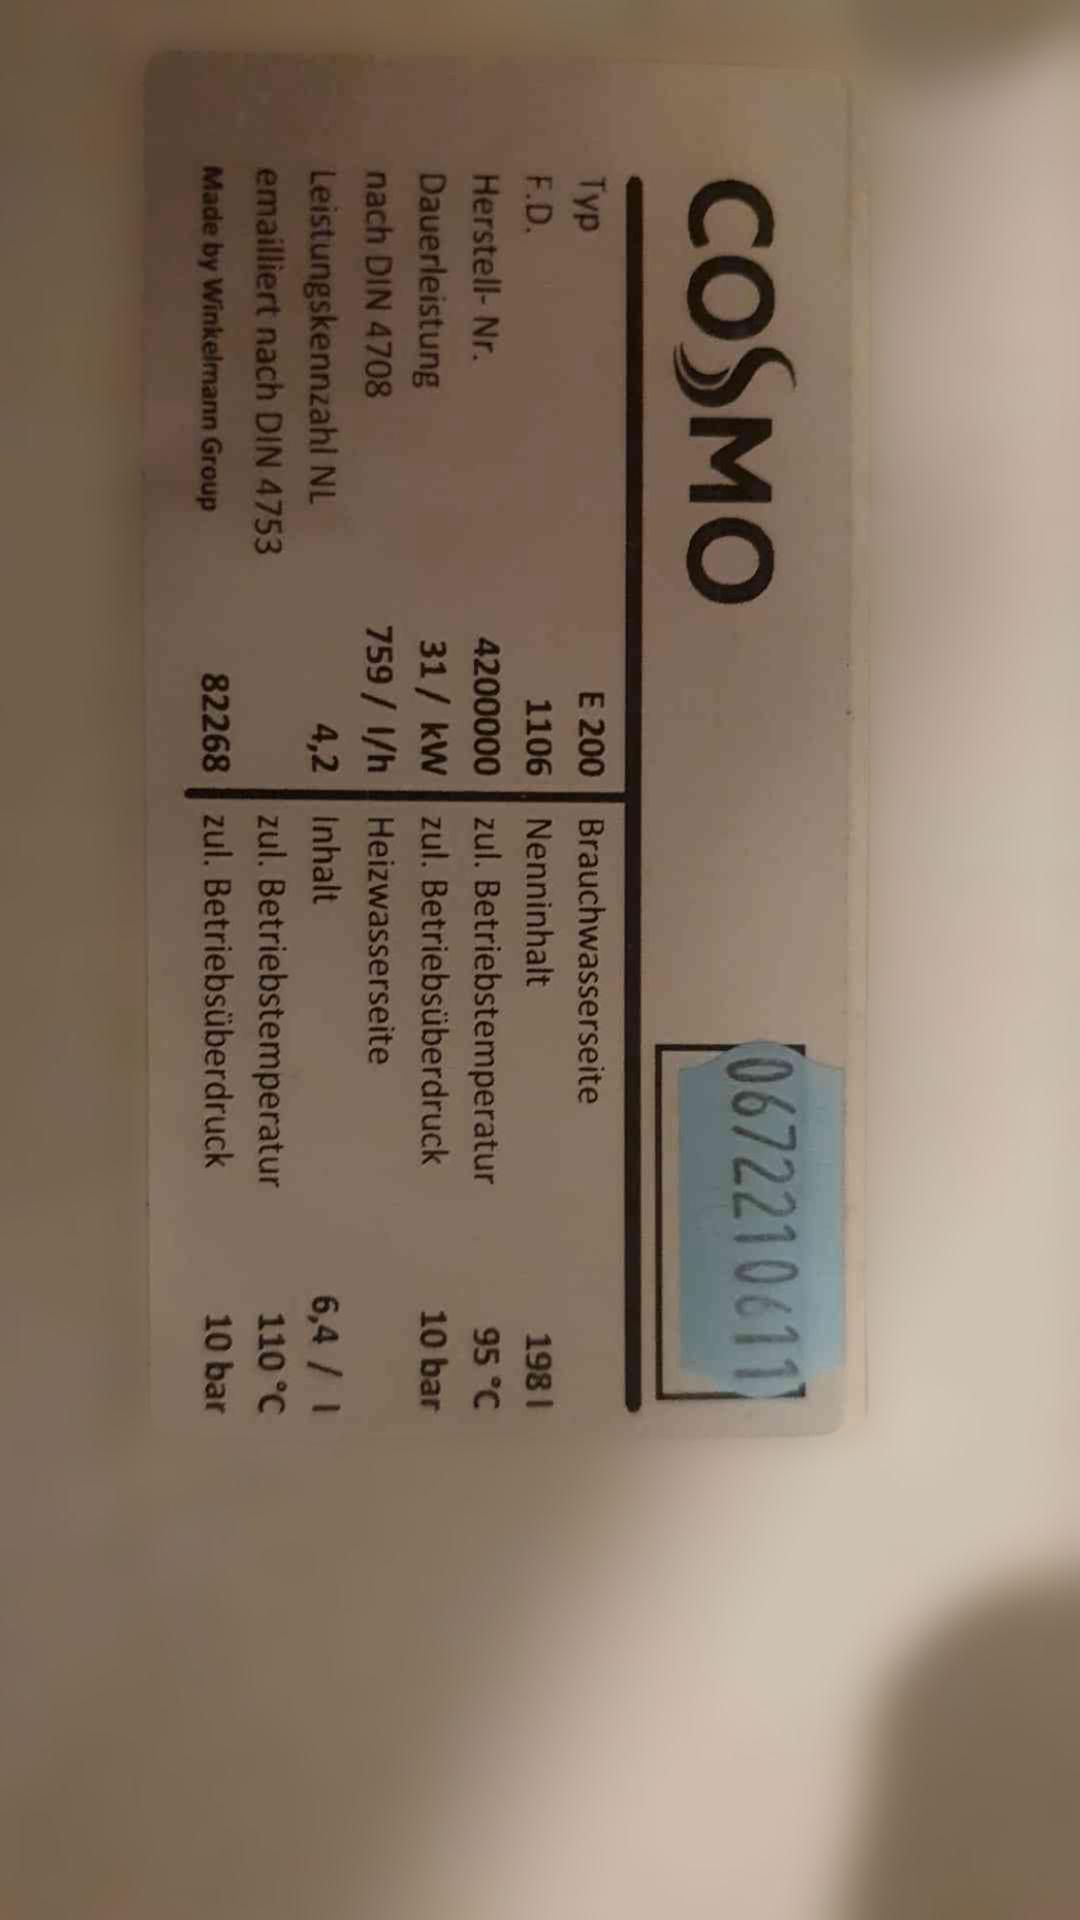 COSMO
0672210611
Typ E 200
F.D. 1106
Herstell- Nr. 4200000
Dauerleistung 31 / kW
nach DIN 4708 759 / l/h
Leistungskennzahl NL 4,2
emailliert nach DIN 4753
Made by Winkelmann Group 82268
Brauchwasserseite
Nenninhalt 198 l
zul. Betriebstemperatur 95 °C
zul. Betriebsüberdruck 10 bar
Heizwasserseite
Inhalt 6,4 / l
zul. Betriebstemperatur 110 °C
zul. Betriebsüberdruck 10 bar